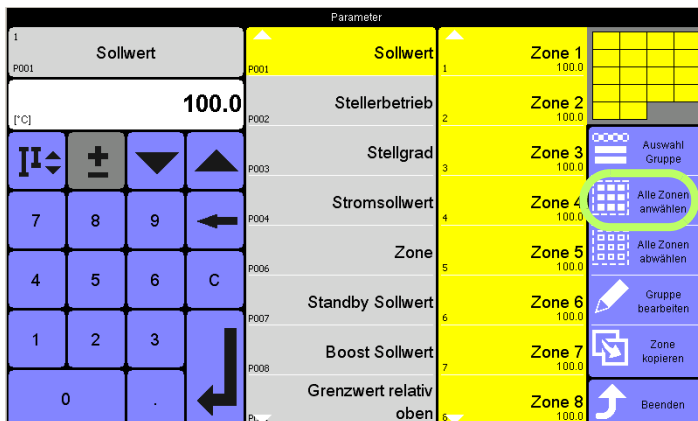 Parameter
1
Sollwert
P001
100.0
[°C]
7
8
9
4
5
6
C
1
2
3
0
.
Sollwert
P001
Stellerbetrieb
P002
Stellgrad
P003
Stromsollwert
P004
Zone
P006
Standby Sollwert
P007
Boost Sollwert
P008
Grenzwert relativ
oben
Zone 1
1
100.0
Zone 2
2
100.0
Zone 3
3
100.0
Zone 4
4
100.0
Zone 5
5
100.0
Zone 6
6
100.0
Zone 7
7
100.0
Zone 8
100.0
Auswahl
Gruppe
Alle Zonen
anwählen
Alle Zonen
abwählen
Gruppe
bearbeiten
Zone
kopieren
Beenden